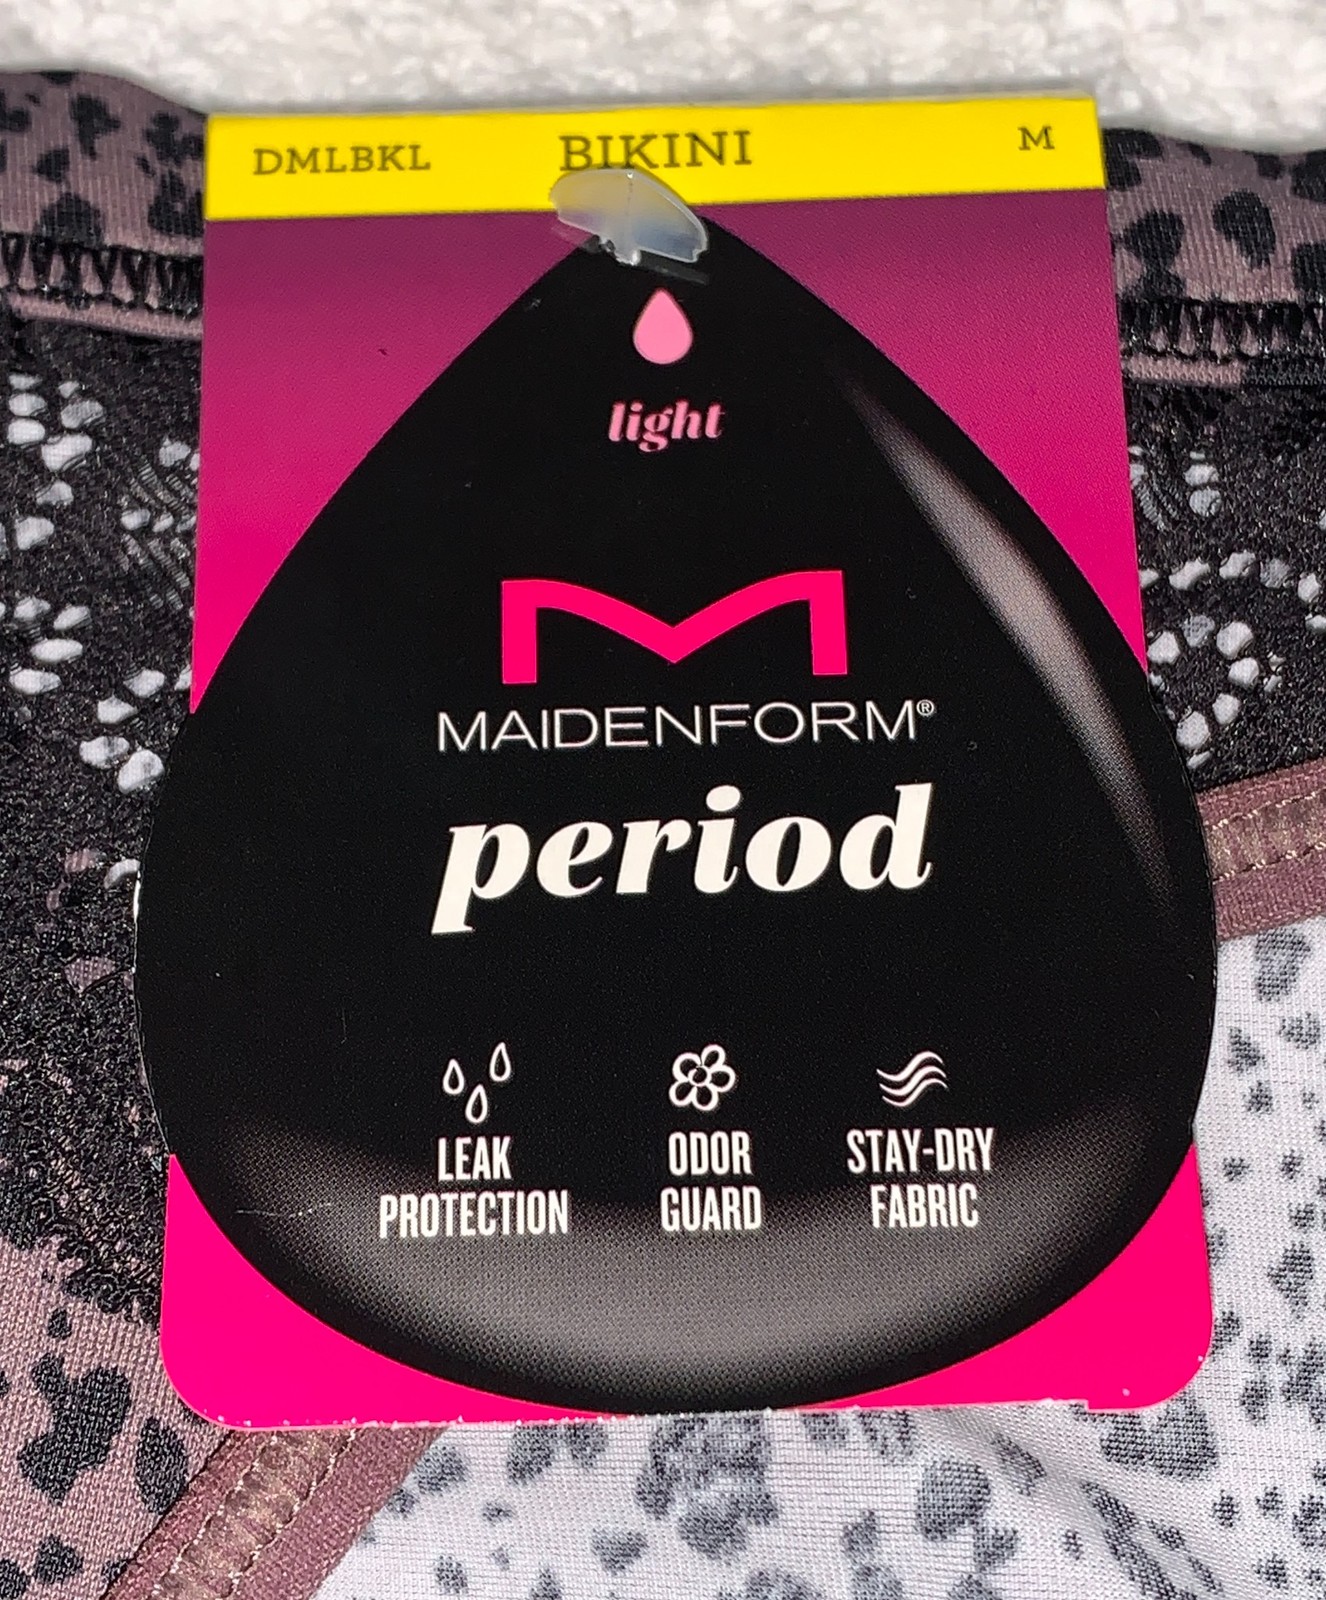 DMLBKL BIKINI M
light
MAIDENFORM®
period
LEAK PROTECTION
ODOR GUARD
STAY-DRY FABRIC